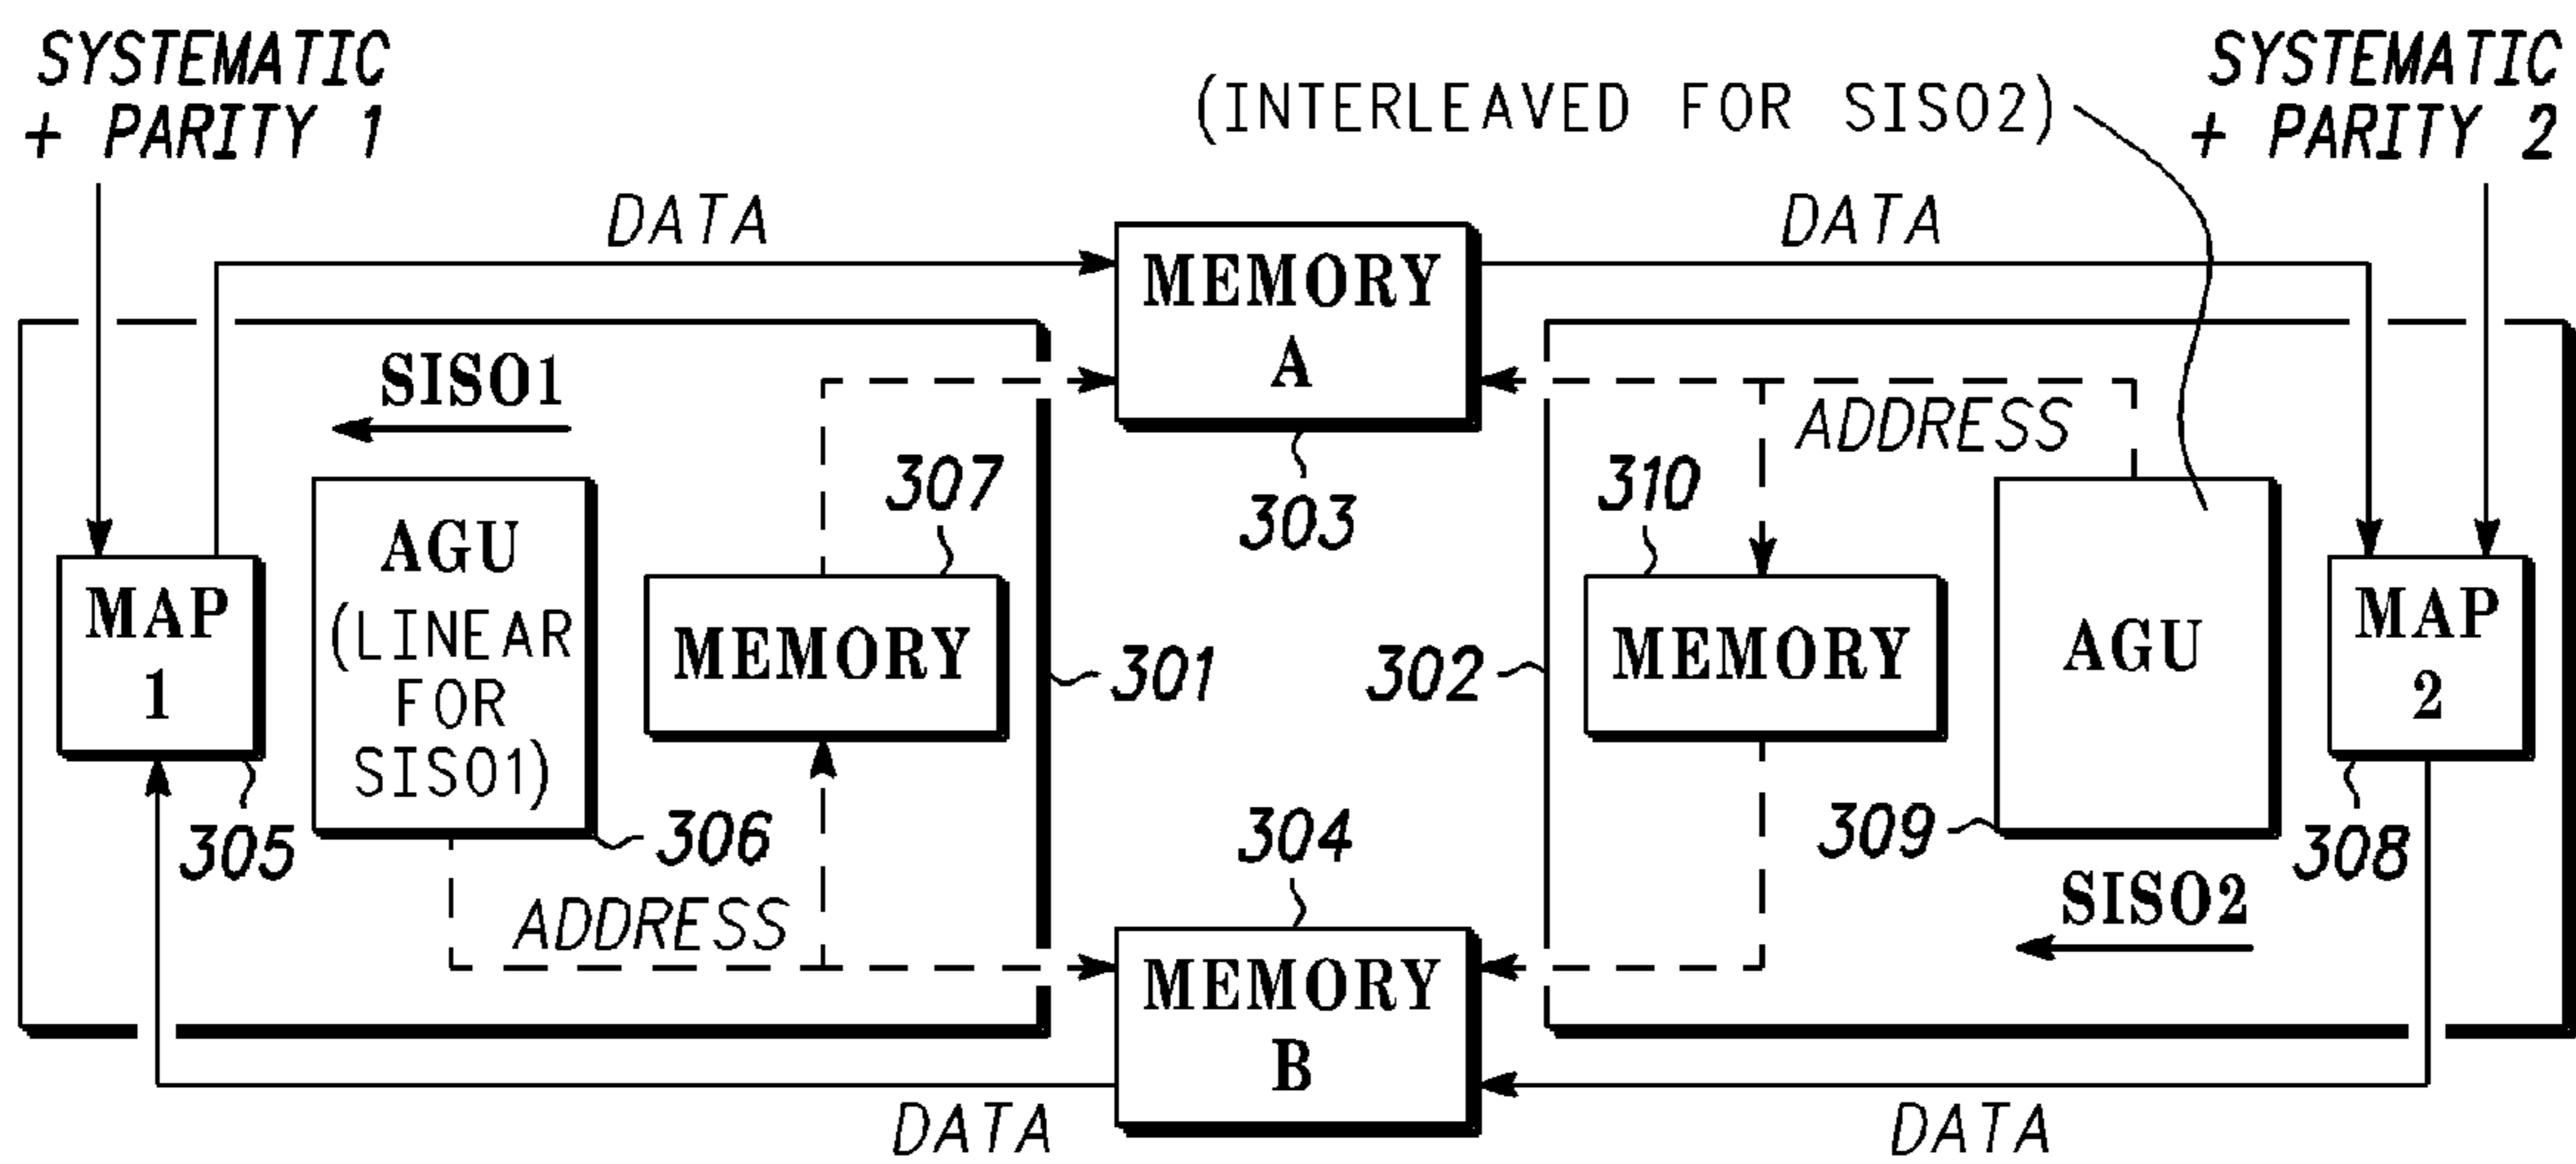 SYSTEMATIC
+ PARITY 1
(INTERLEAVED FOR SISO2)
SYSTEMATIC
+ PARITY 2
DATA
DATA
MEMORY
A
303
SISO1
AGU
(LINEAR
FOR
SISO1)
306
MAP
1
305
307
MEMORY
301
ADDRESS
302
310
MEMORY
ADDRESS
AGU
309
MAP
2
308
SISO2
304
MEMORY
B
DATA
DATA